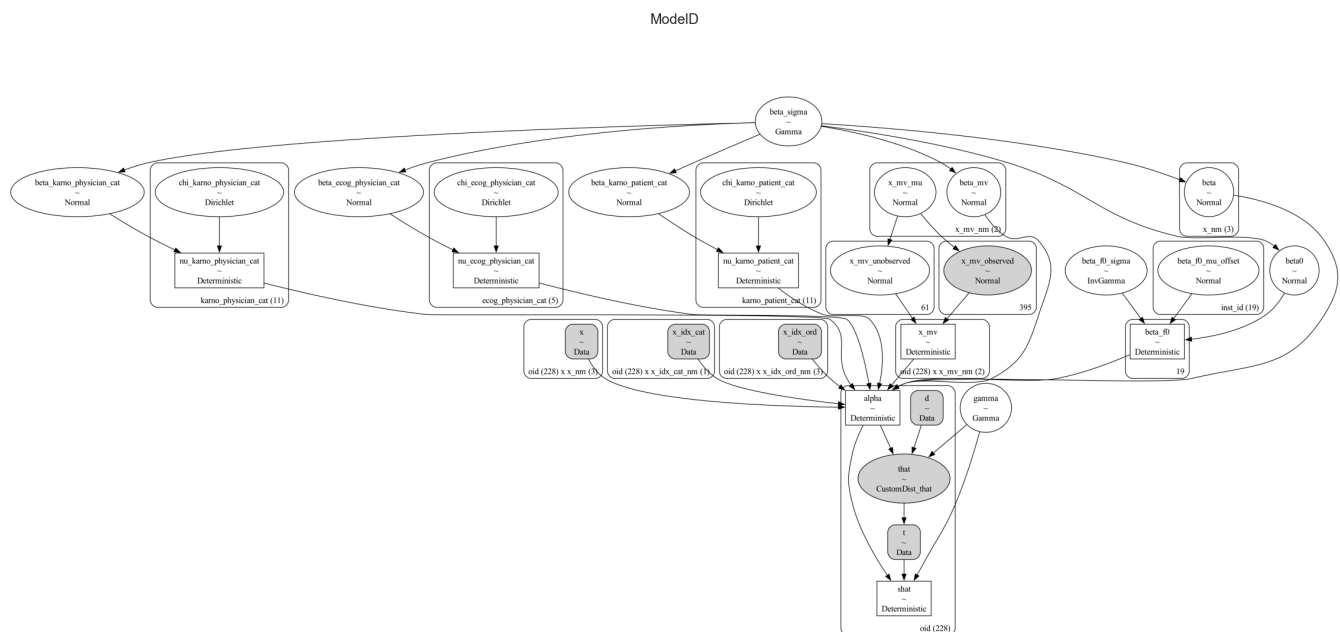 ModelD
beta_sigma
~
Gamma
beta_karno_physician_cat
~
Normal
chi_karno_physician_cat
~
Dirichlet
beta_ecog_physician_cat
~
Normal
chi_ecog_physician_cat
~
Dirichlet
beta_karno_patient_cat
~
Normal
chi_karno_patient_cat
~
Dirichlet
x_mv_mu
~
Normal
beta_mv
~
Normal
x_mv_nm (2)
beta
~
Normal
x_nm (3)
nu_karno_physician_cat
~
Deterministic
karno_physician_cat (11)
nu_ecog_physician_cat
~
Deterministic
ecog_physician_cat (5)
nu_karno_patient_cat
~
Deterministic
karno_patient_cat (11)
x_mv_unobserved
~
Normal
61
x_mv_observed
~
Normal
395
beta_f0_sigma
~
InvGamma
beta_f0_mu_offset
~
Normal
inst_id (19)
beta0
~
Normal
x
~
Data
oid (228) x x_nm (3)
x_idx_cat
~
Data
oid (228) x x_idx_cat_nm (1)
x_idx_ord
~
Data
oid (228) x x_idx_ord_nm (3)
x_mv
~
Deterministic
oid (228) x x_mv_nm (2)
beta_f0
~
Deterministic
19
alpha
~
Deterministic
d
~
Data
gamma
~
Gamma
that
~
CustomDist_that
t
~
Data
shat
~
Deterministic
oid (228)